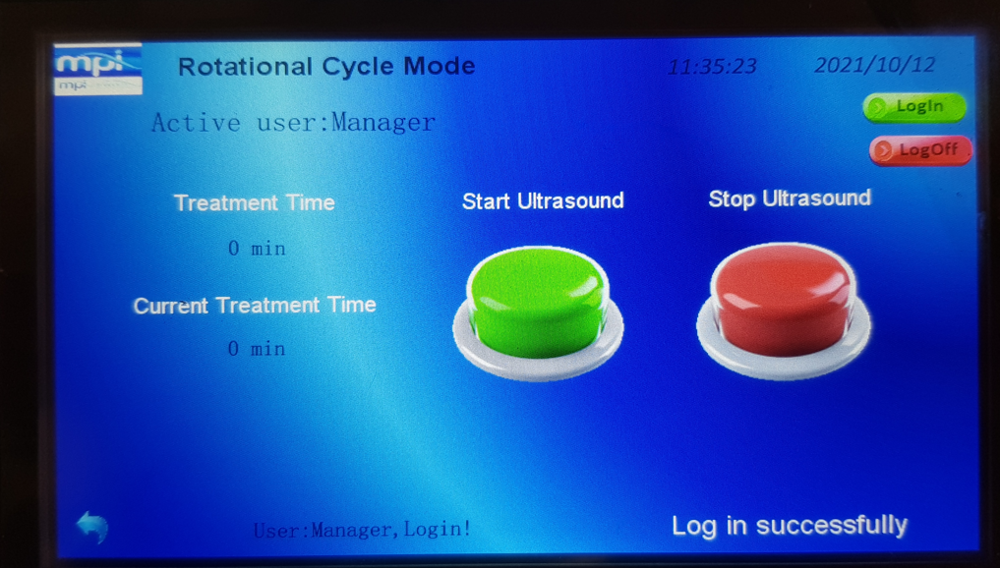 mpi
mpi
Rotational Cycle Mode
11:35:23
2021/10/12
Active user:Manager
LogIn
LogOff
Treatment Time
0 min
Start Ultrasound
Stop Ultrasound
Current Treatment Time
0 min
User:Manager,Login!
Log in successfully